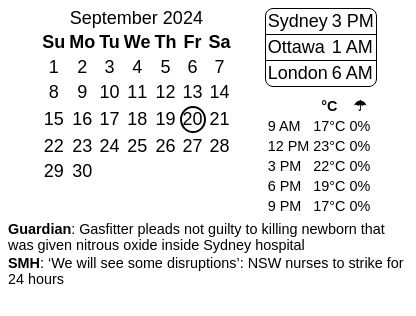 September 2024
Su Mo Tu We Th Fr Sa
1 2 3 4 5 6 7
8 9 10 11 12 13 14
15 16 17 18 19 20 21
22 23 24 25 26 27 28
29 30
Sydney 3 PM
Ottawa 1 AM
London 6 AM
°C ☂
9 AM 17°C 0%
12 PM 23°C 0%
3 PM 22°C 0%
6 PM 19°C 0%
9 PM 17°C 0%
Guardian: Gasfitter pleads not guilty to killing newborn that
was given nitrous oxide inside Sydney hospital
SMH: ‘We will see some disruptions’: NSW nurses to strike for
24 hours